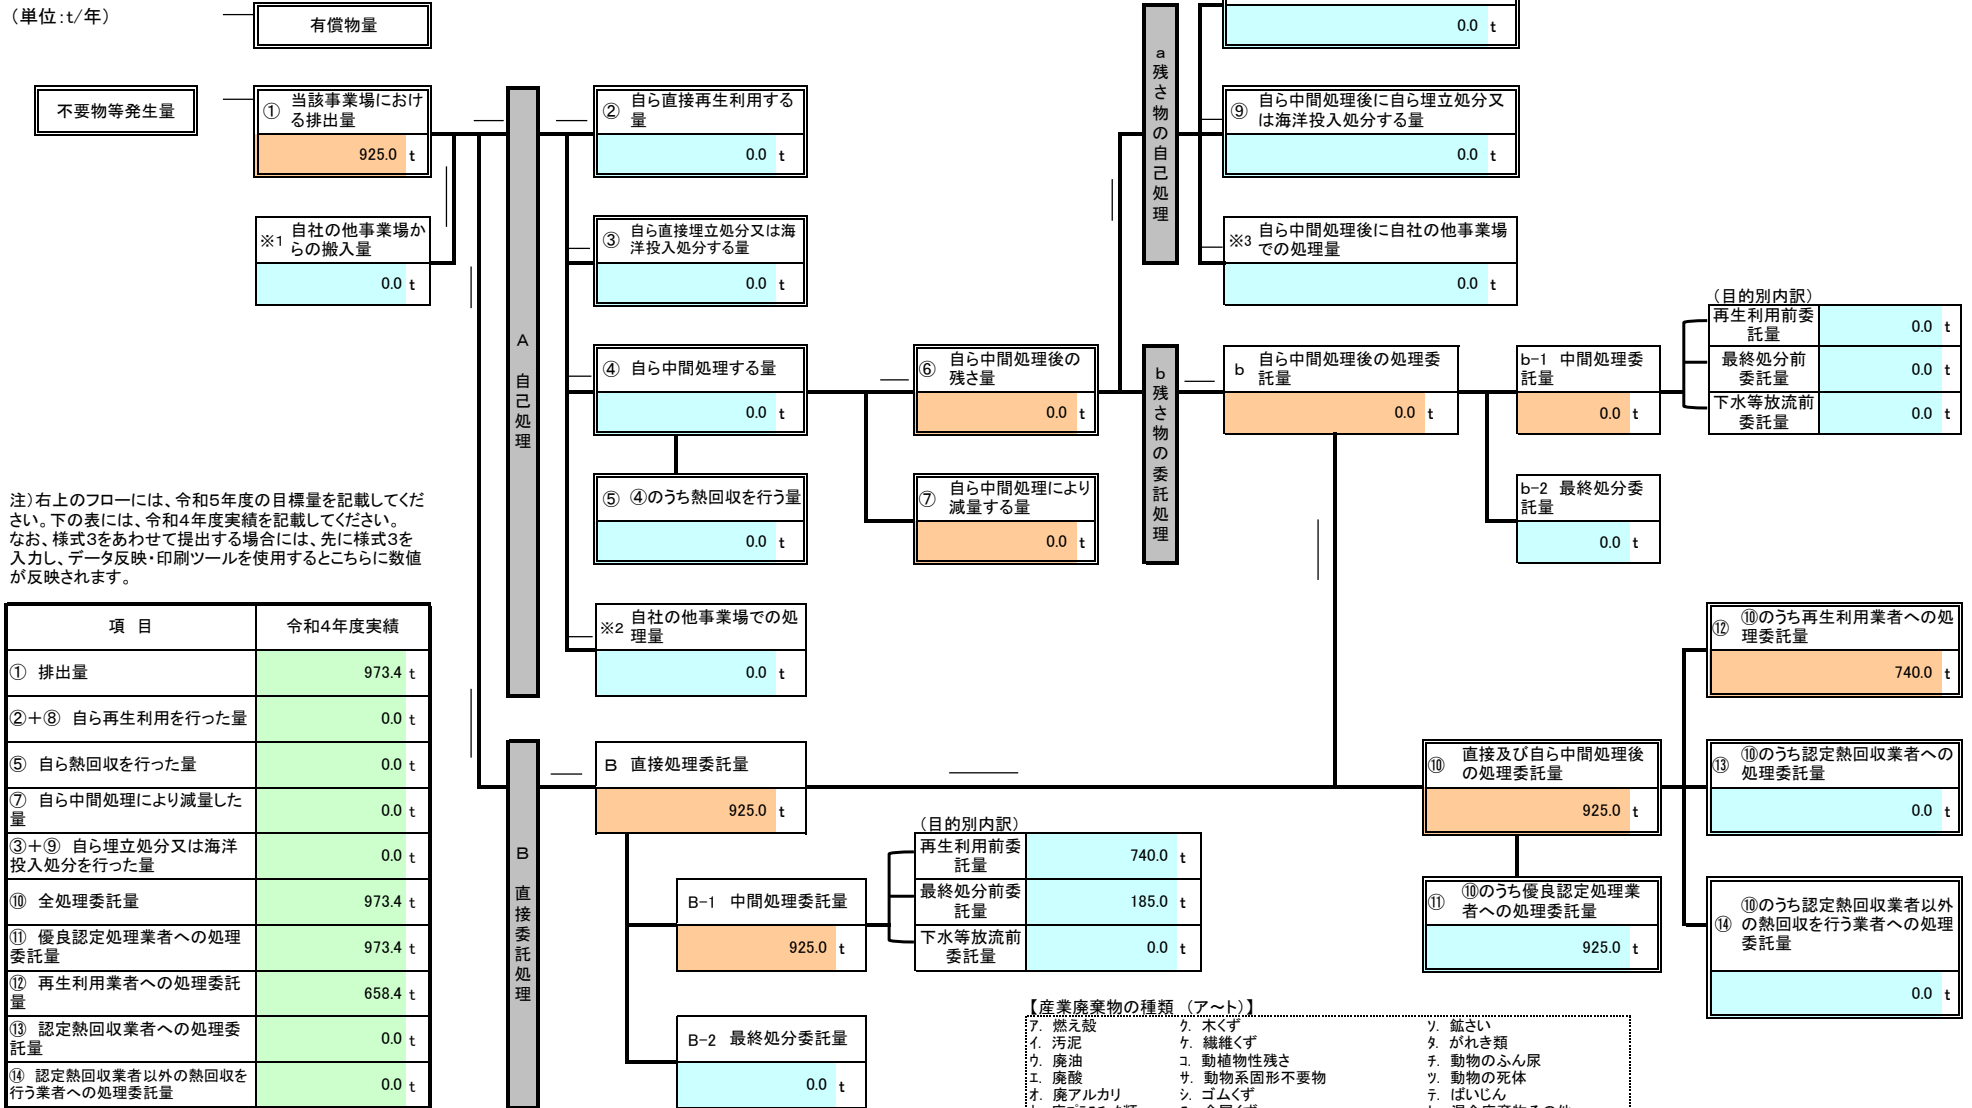 （単位：t/年）
有償物量
0.0 t
不要物等発生量
① 当該事業場におけ
る排出量
925.0 t
② 自ら直接再生利用する
量
0.0 t
a 残さ物の自己処理
⑨ 自ら中間処理後に自ら埋立処分又
は海洋投入処分する量
0.0 t
※1 自社の他事業場か
らの搬入量
0.0 t
③ 自ら直接埋立処分又は海
洋投入処分する量
0.0 t
※3 自ら中間処理後に自社の他事業場
での処理量
0.0 t
A 自己処理
④ 自ら中間処理する量
0.0 t
⑥ 自ら中間処理後の
残さ量
0.0 t
b 残さ物の委託処理
b 自ら中間処理後の処理委
託量
0.0 t
b-1 中間処理委
託量
0.0 t
（目的別内訳）
再生利用前委
託量
0.0 t
最終処分前
委託量
0.0 t
下水等放流前
委託量
0.0 t
⑤ ④のうち熱回収を行う量
0.0 t
⑦ 自ら中間処理により
減量する量
0.0 t
b-2 最終処分委
託量
0.0 t
注）右上のフローには、令和５年度の目標量を記載してくだ
さい。下の表には、令和４年度実績を記載してください。
なお、様式３をあわせて提出する場合には、先に様式３を
入力し、データ反映・印刷ツールを使用するとこちらに数値
が反映されます。
※2 自社の他事業場での処
理量
0.0 t
項 目 令和4年度実績
① 排出量 973.4 t
②＋⑧ 自ら再生利用を行った量 0.0 t
⑤ 自ら熱回収を行った量 0.0 t
⑦ 自ら中間処理により減量した
量 0.0 t
③＋⑨ 自ら埋立処分又は海洋
投入処分を行った量 0.0 t
⑩ 全処理委託量 973.4 t
⑪ 優良認定処理業者への処理
委託量 973.4 t
⑫ 再生利用業者への処理委託
量 658.4 t
⑬ 認定熱回収業者への処理委
託量 0.0 t
⑭ 認定熱回収業者以外の熱回収を
行う業者への処理委託量 0.0 t
B 直接委託処理
B 直接処理委託量
925.0 t
B-1 中間処理委託量
925.0 t
（目的別内訳）
再生利用前委
託量
740.0 t
最終処分前委
託量
185.0 t
下水等放流前
委託量
0.0 t
B-2 最終処分委託量
0.0 t
⑩ 直接及び自ら中間処理後
の処理委託量
925.0 t
⑪ ⑩のうち優良認定処理業
者への処理委託量
925.0 t
⑫ ⑩のうち再生利用業者への処
理委託量
740.0 t
⑬ ⑩のうち認定熱回収業者への
処理委託量
0.0 t
⑭ ⑩のうち認定熱回収業者以外
の熱回収を行う業者への処理
委託量
0.0 t
【産業廃棄物の種類 （ア～ト）】
ア. 燃え殻 ク. 木くず ソ. 鉱さい
イ. 汚泥 ケ. 繊維くず タ. がれき類
ウ. 廃油 コ. 動植物性残さ チ. 動物のふん尿
エ. 廃酸 サ. 動物系固形不要物 ツ. 動物の死体
オ. 廃アルカリ シ. ゴムくず テ. ばいじん